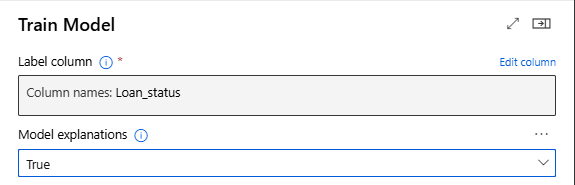 Train Model
Label column * Edit column
Column names: Loan_status
Model explanations ...
True